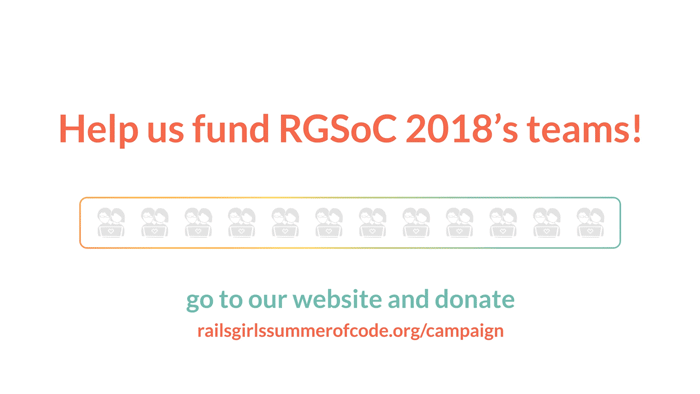 Help us fund RGSoC 2018's teams!
go to our website and donate
railsgirlssummerofcode.org/campaign